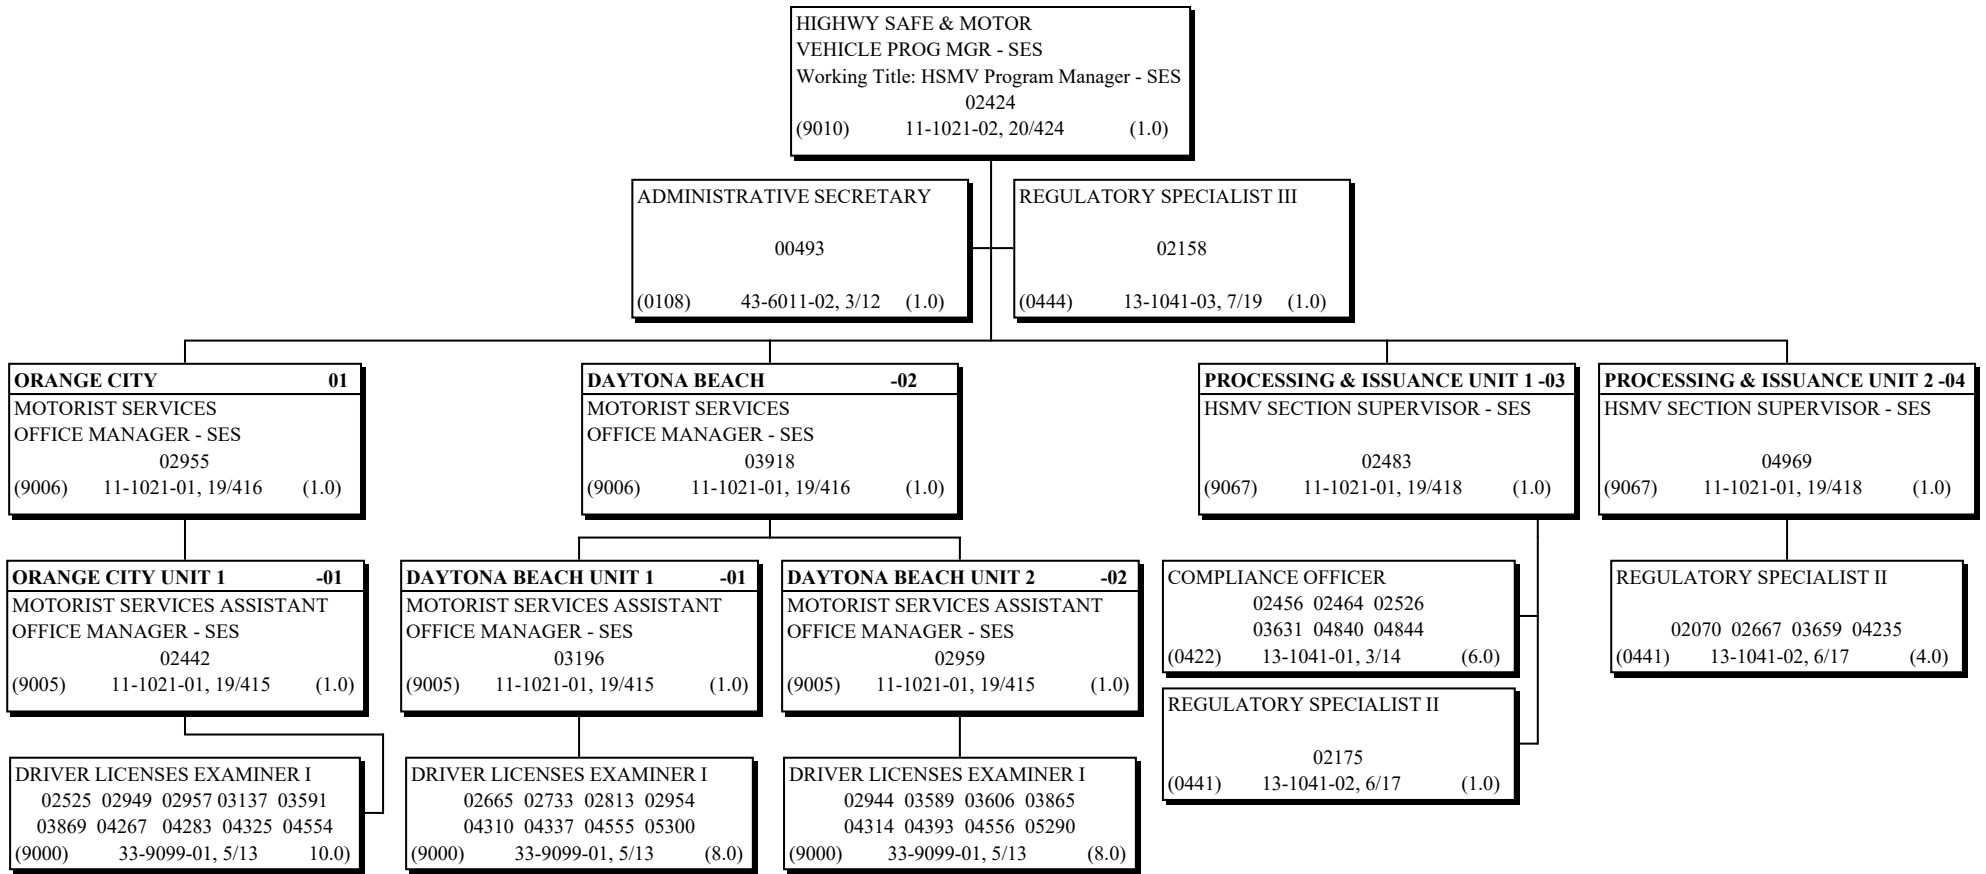 HIGHWY SAFE & MOTOR
VEHICLE PROG MGR - SES
Working Title: HSMV Program Manager - SES
02424
(9010) 11-1021-02, 20/424 (1.0)
ADMINISTRATIVE SECRETARY
00493
(0108) 43-6011-02, 3/12 (1.0)
REGULATORY SPECIALIST III
02158
(0444) 13-1041-03, 7/19 (1.0)
ORANGE CITY 01
MOTORIST SERVICES
OFFICE MANAGER - SES
02955
(9006) 11-1021-01, 19/416 (1.0)
DAYTONA BEACH -02
MOTORIST SERVICES
OFFICE MANAGER - SES
03918
(9006) 11-1021-01, 19/416 (1.0)
PROCESSING & ISSUANCE UNIT 1 -03
HSMV SECTION SUPERVISOR - SES
02483
(9067) 11-1021-01, 19/418 (1.0)
PROCESSING & ISSUANCE UNIT 2 -04
HSMV SECTION SUPERVISOR - SES
04969
(9067) 11-1021-01, 19/418 (1.0)
ORANGE CITY UNIT 1 -01
MOTORIST SERVICES ASSISTANT
OFFICE MANAGER - SES
02442
(9005) 11-1021-01, 19/415 (1.0)
DAYTONA BEACH UNIT 1 -01
MOTORIST SERVICES ASSISTANT
OFFICE MANAGER - SES
03196
(9005) 11-1021-01, 19/415 (1.0)
DAYTONA BEACH UNIT 2 -02
MOTORIST SERVICES ASSISTANT
OFFICE MANAGER - SES
02959
(9005) 11-1021-01, 19/415 (1.0)
COMPLIANCE OFFICER
02456 02464 02526
03631 04840 04844
(0422) 13-1041-01, 3/14 (6.0)
REGULATORY SPECIALIST II
02070 02667 03659 04235
(0441) 13-1041-02, 6/17 (4.0)
REGULATORY SPECIALIST II
02175
(0441) 13-1041-02, 6/17 (1.0)
DRIVER LICENSES EXAMINER I
02525 02949 02957 03137 03591
03869 04267 04283 04325 04554
(9000) 33-9099-01, 5/13 10.0)
DRIVER LICENSES EXAMINER I
02665 02733 02813 02954
04310 04337 04555 05300
(9000) 33-9099-01, 5/13 (8.0)
DRIVER LICENSES EXAMINER I
02944 03589 03606 03865
04314 04393 04556 05290
(9000) 33-9099-01, 5/13 (8.0)